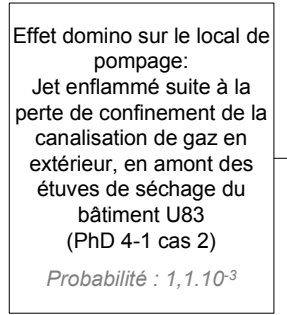 Effet domino sur le local de
pompage:
Jet enflammé suite à la
perte de confinement de la
canalisation de gaz en
extérieur, en amont des
étuves de séchage du
bâtiment U83
(PhD 4-1 cas 2)
Probabilité : 1,1.10⁻³